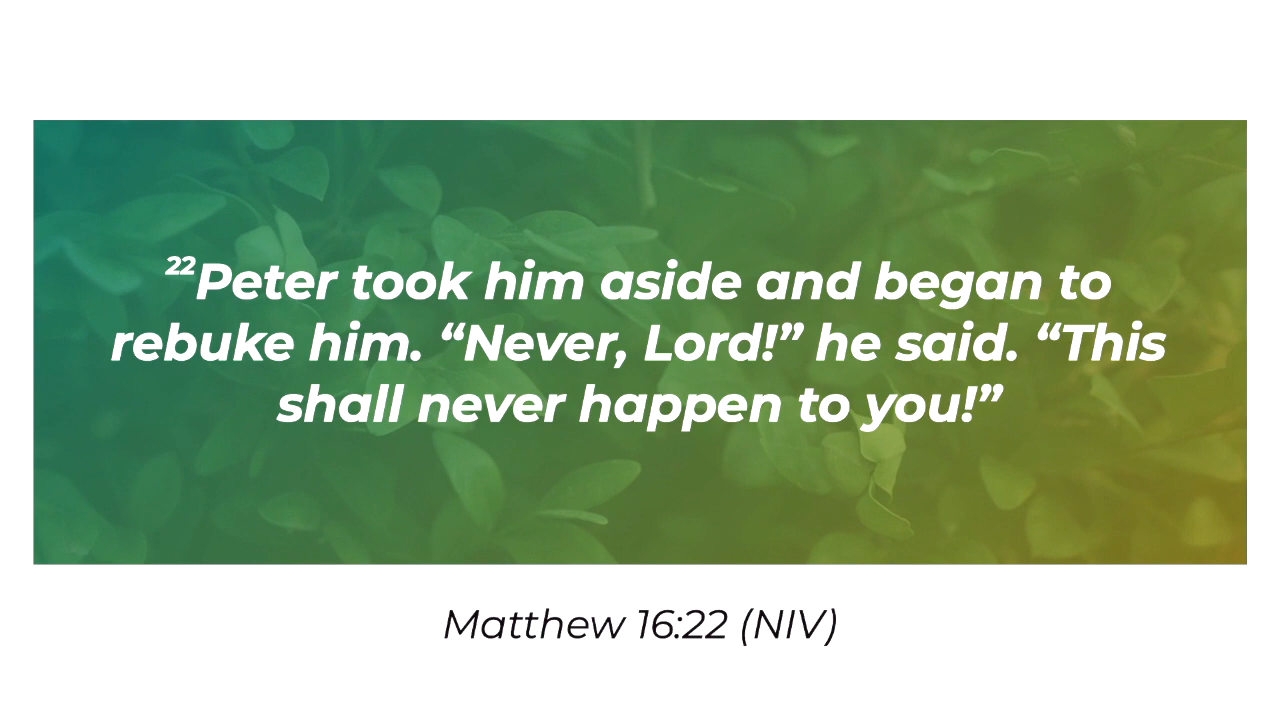 ²²Peter took him aside and began to
rebuke him. “Never, Lord!” he said. “This
shall never happen to you!”
Matthew 16:22 (NIV)